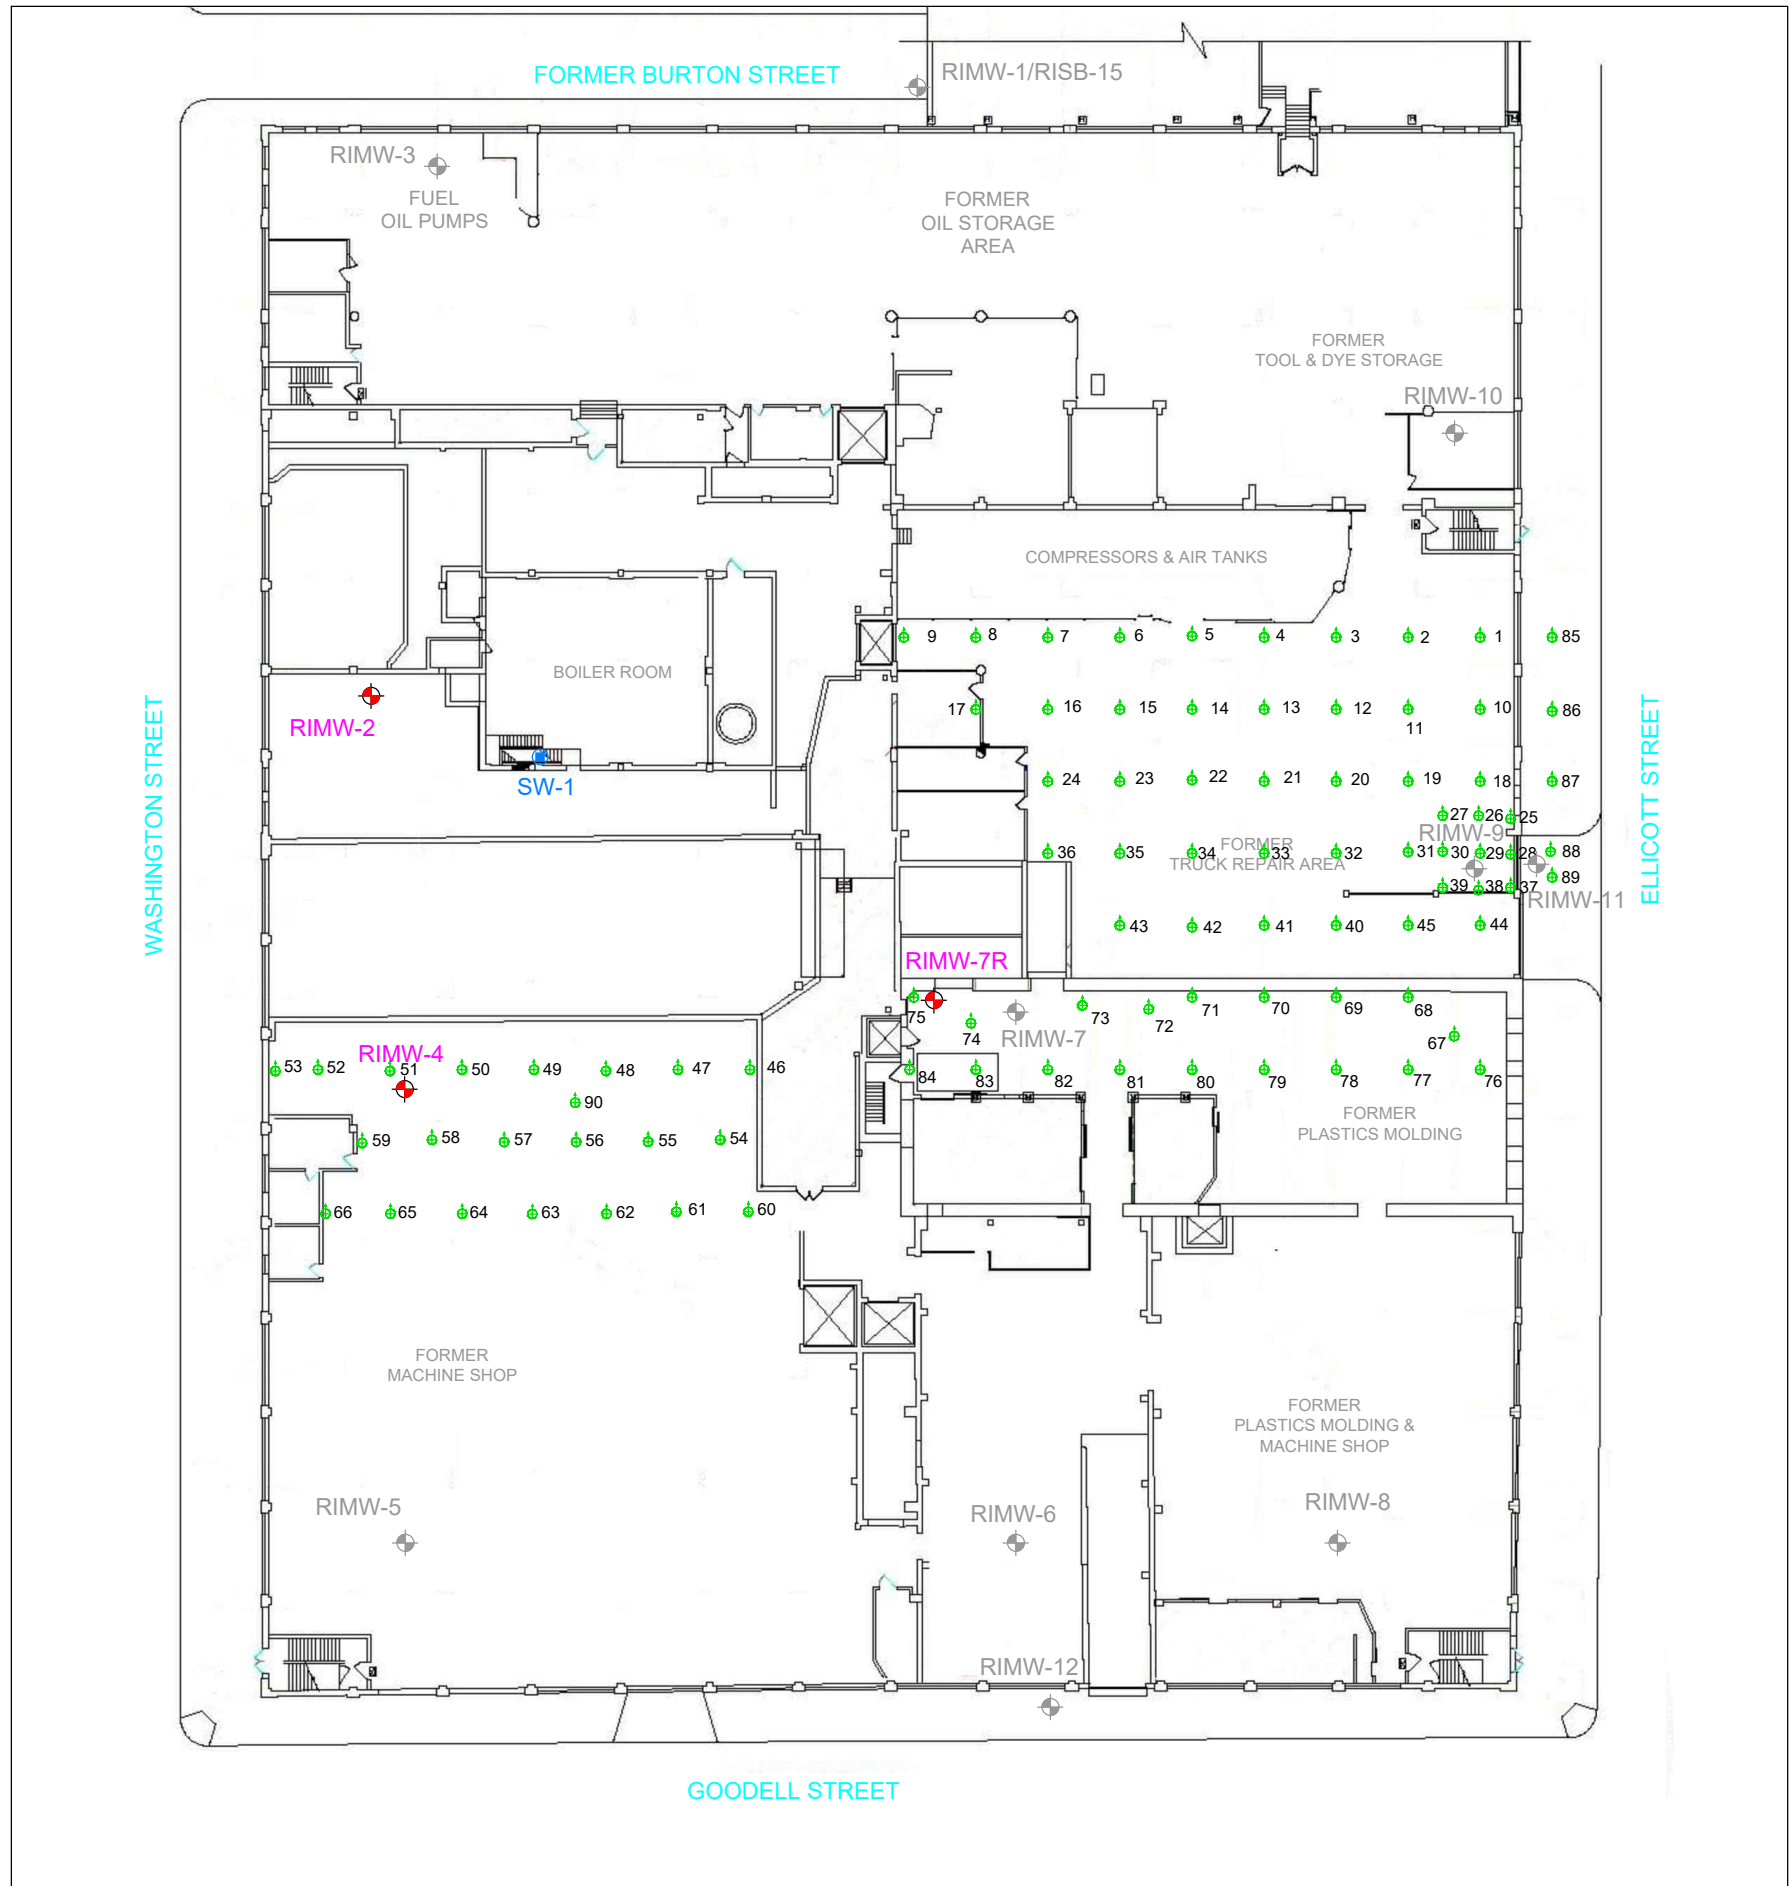 RIMW-1/RISB-15
FORMER BURTON STREET
RIMW-3
FUEL
OIL PUMPS
FORMER
OIL STORAGE
AREA
FORMER
TOOL & DYE STORAGE
RIMW-10
COMPRESSORS & AIR TANKS
9 8 7 6 5 4 3 2 1 85
BOILER ROOM
RIMW-2
17 16 15 14 13 12 11 10 86
SW-1
24 23 22 21 20 19 18 87
27 26 25
RIMW-9
36 35 34 33 32 31 30 29 28 88
FORMER
TRUCK REPAIR AREA
39 38 37 89
RIMW-11
43 42 41 40 45 44
WASHINGTON STREET
ELLICOTT STREET
RIMW-7R
75 74 73 72 71 70 69 68
RIMW-7
67
RIMW-4
53 52 51 50 49 48 47 46
84 83 82 81 80 79 78 77 76
90
FORMER
PLASTICS MOLDING
59 58 57 56 55 54
66 65 64 63 62 61 60
FORMER
MACHINE SHOP
FORMER
PLASTICS MOLDING &
MACHINE SHOP
RIMW-5
RIMW-6
RIMW-8
RIMW-12
GOODELL STREET